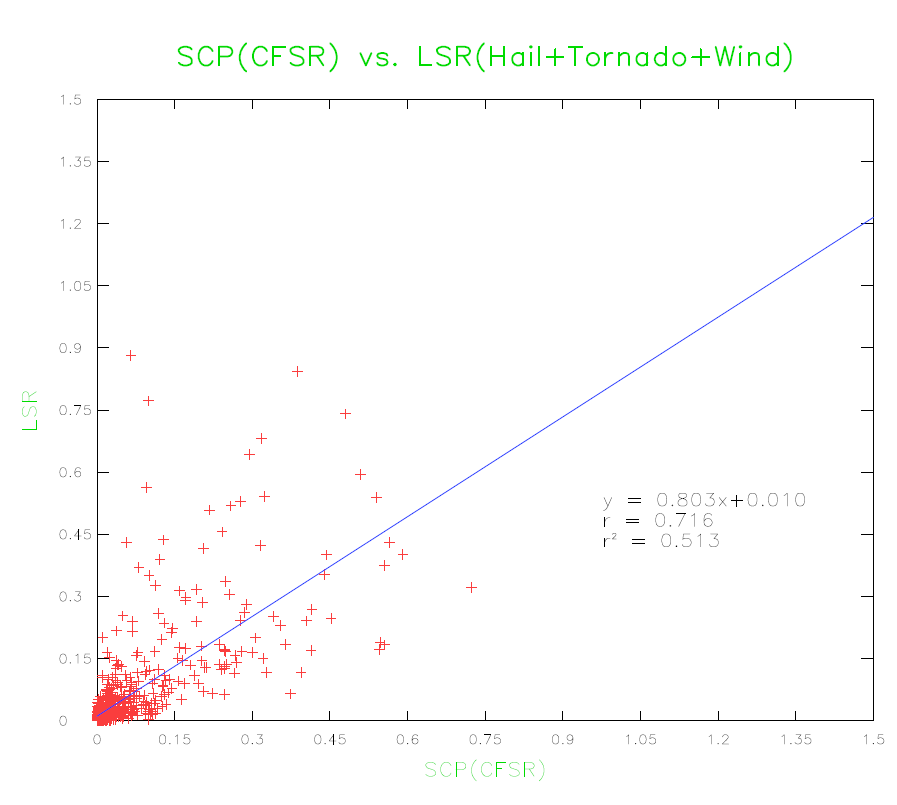 SCP(CFSR) vs. LSR(Hail+Tornado+Wind)
1.5
1.35
1.2
1.05
0.9
0.75
0.6
0.45
0.3
0.15
0
LSR
y = 0.803x+0.010
r = 0.716
r² = 0.513
0 0.15 0.3 0.45 0.6 0.75 0.9 1.05 1.2 1.35 1.5
SCP(CFSR)